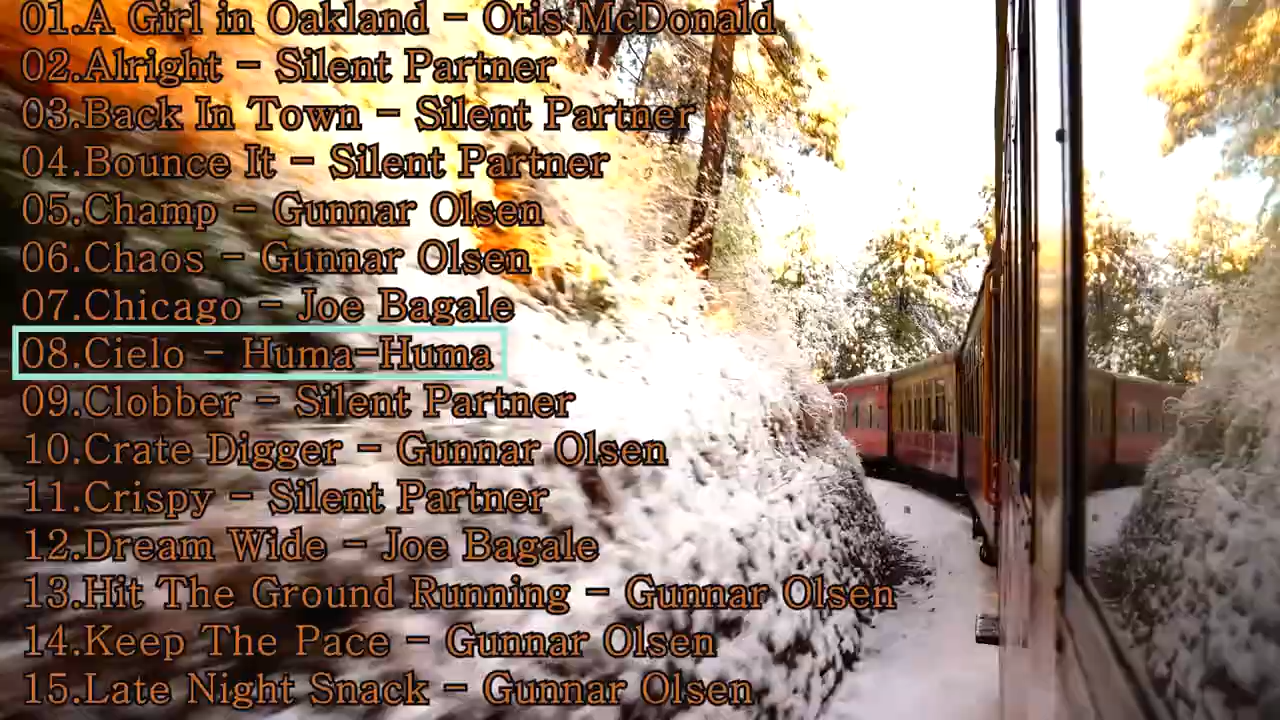 01.A Girl in Oakland - Otis McDonald
02.Alright - Silent Partner
03.Back In Town - Silent Partner
04.Bounce It - Silent Partner
05.Champ - Gunnar Olsen
06.Chaos - Gunnar Olsen
07.Chicago - Joe Bagale
08.Cielo - Huma-Huma
09.Clobber - Silent Partner
10.Crate Digger - Gunnar Olsen
11.Crispy - Silent Partner
12.Dream Wide - Joe Bagale
13.Hit The Ground Running - Gunnar Olsen
14.Keep The Pace - Gunnar Olsen
15.Late Night Snack - Gunnar Olsen